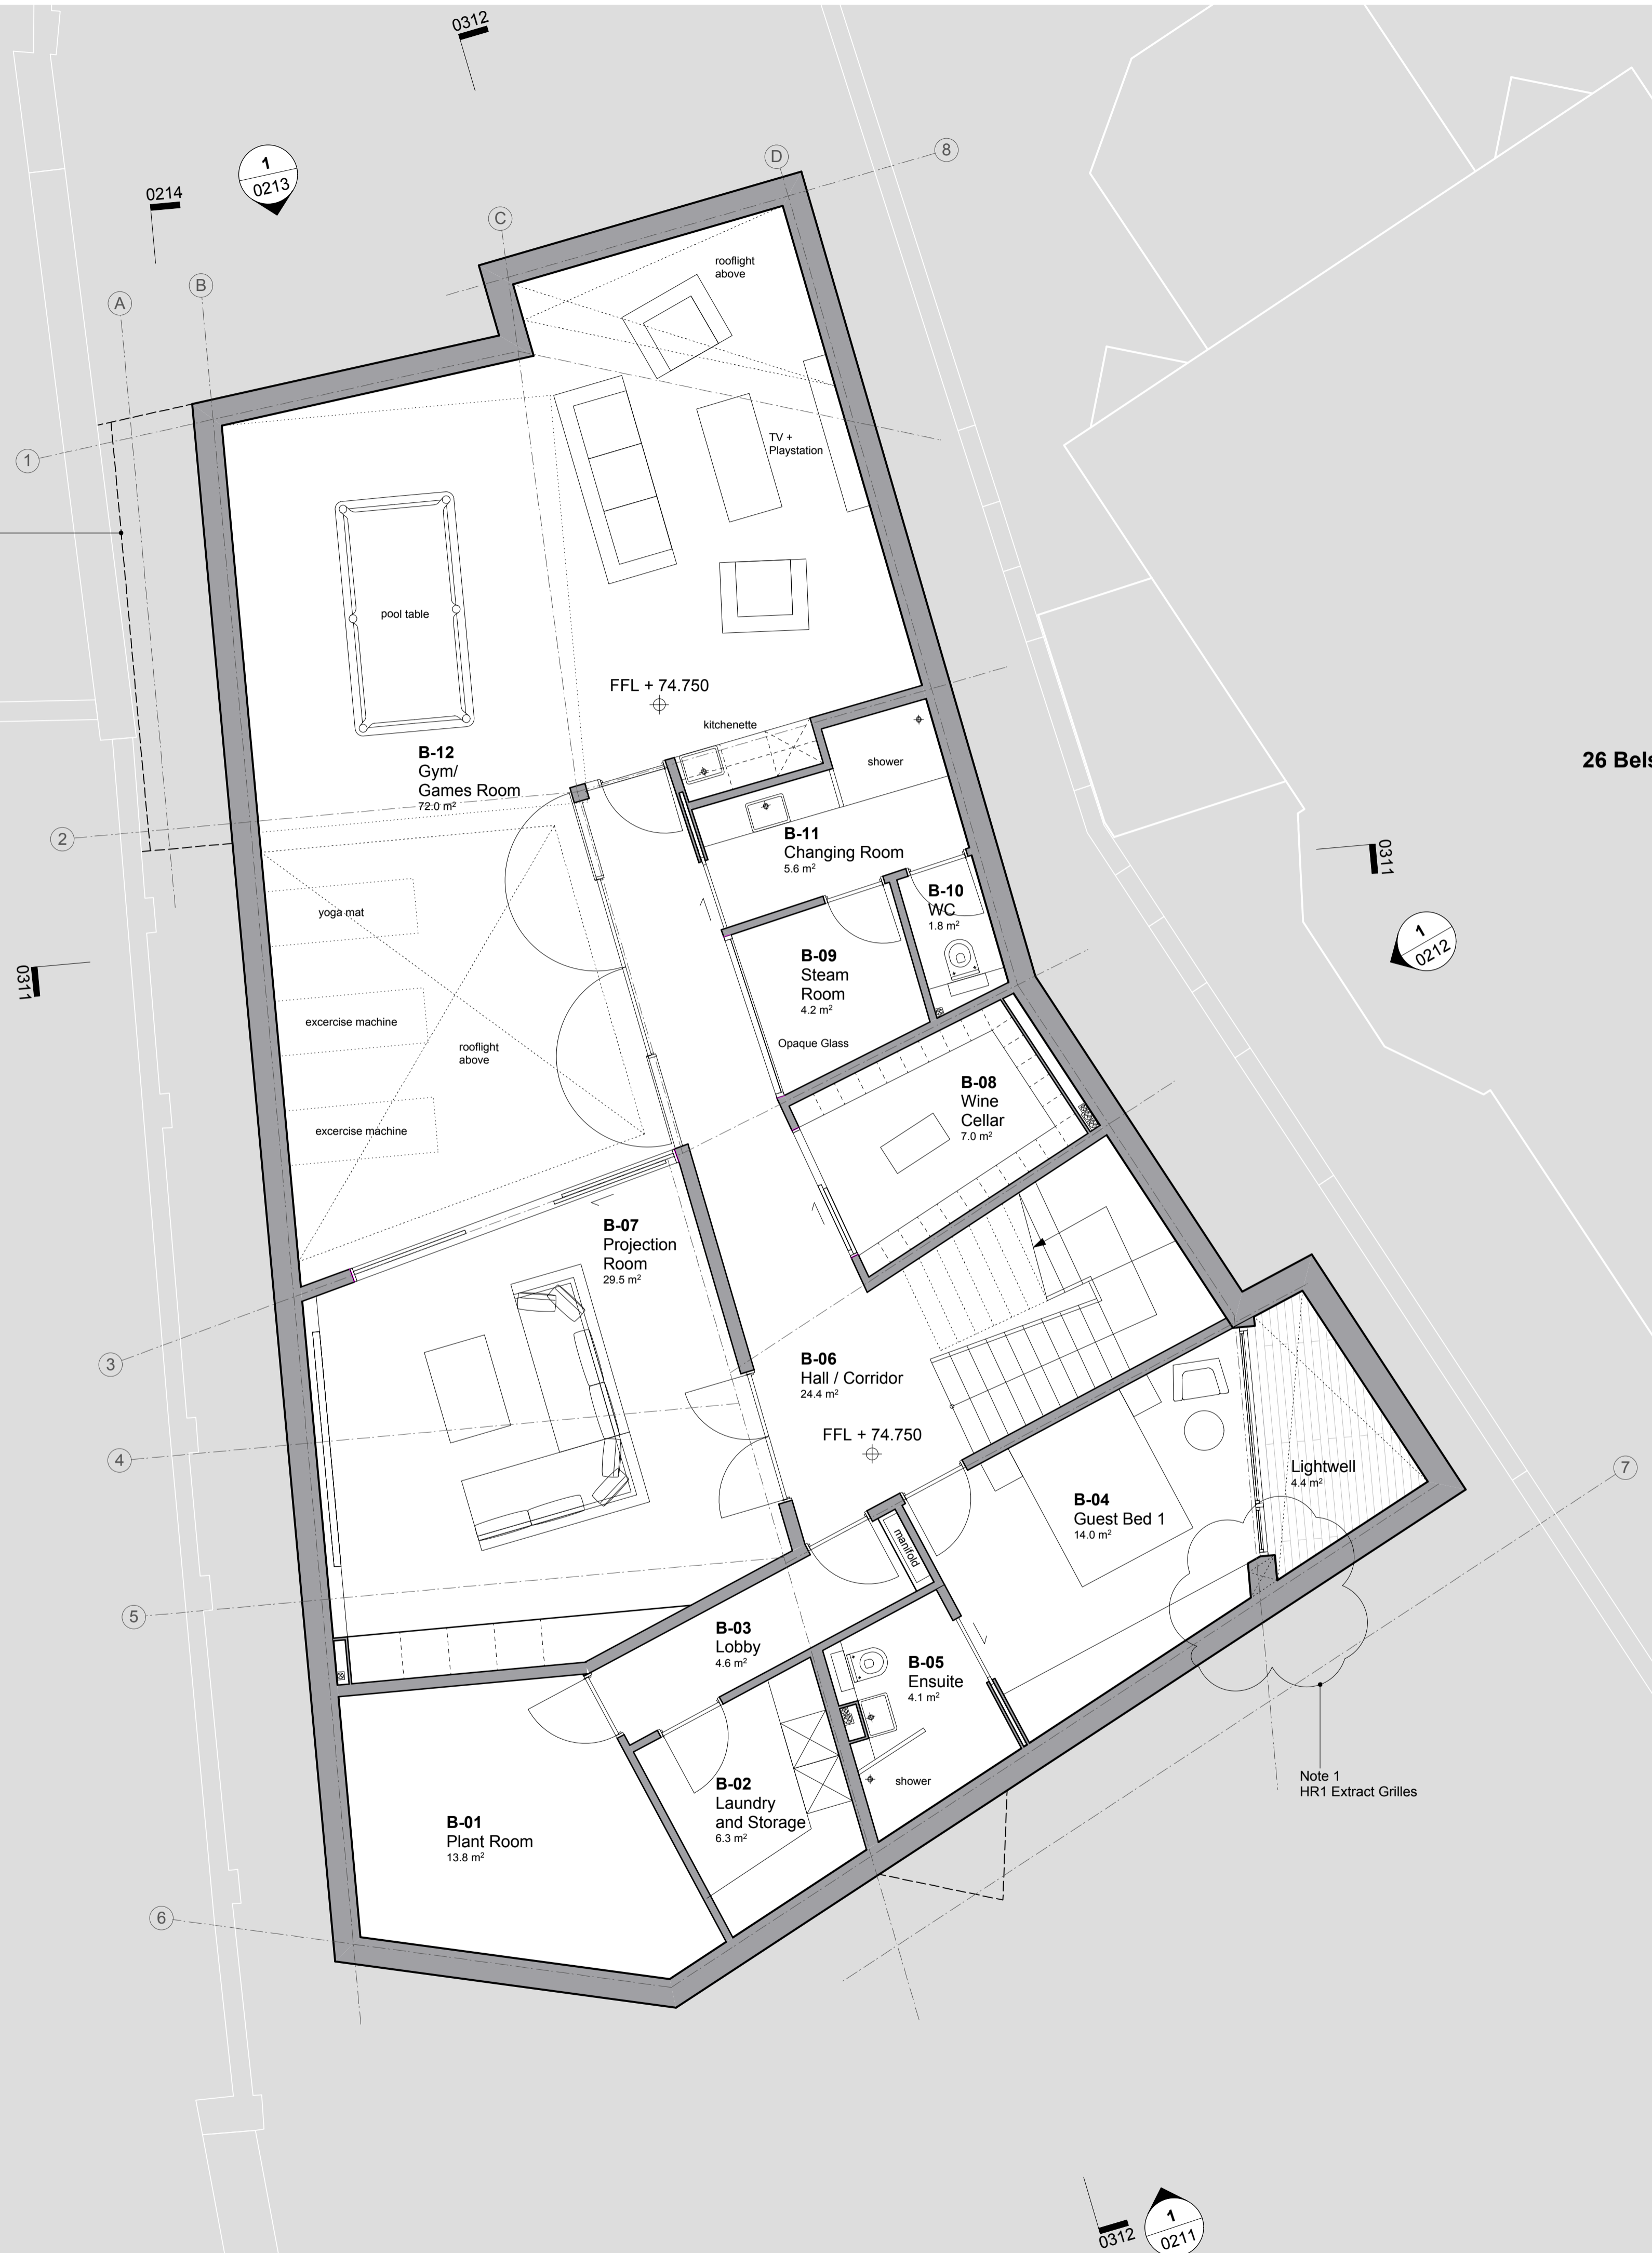 0312
1
0213
0214
D
8
C
B
A
rooflight
above
1
TV +
Playstation
pool table
FFL + 74.750
kitchenette
B-12
Gym/
Games Room
72.0 m²
shower
26 Bels
2
B-11
Changing Room
5.6 m²
0311
B-10
WC
1.8 m²
yoga mat
1
0212
B-09
Steam
Room
4.2 m²
0311
excercise machine
Opaque Glass
rooflight
above
B-08
Wine
Cellar
7.0 m²
excercise machine
B-07
Projection
Room
29.5 m²
3
B-06
Hall / Corridor
24.4 m²
FFL + 74.750
4
Lightwell
4.4 m²
7
B-04
Guest Bed 1
14.0 m²
manifold
5
B-03
Lobby
4.6 m²
B-05
Ensuite
4.1 m²
shower
Note 1
HR1 Extract Grilles
B-02
Laundry
and Storage
6.3 m²
B-01
Plant Room
13.8 m²
6
0312
1
0211